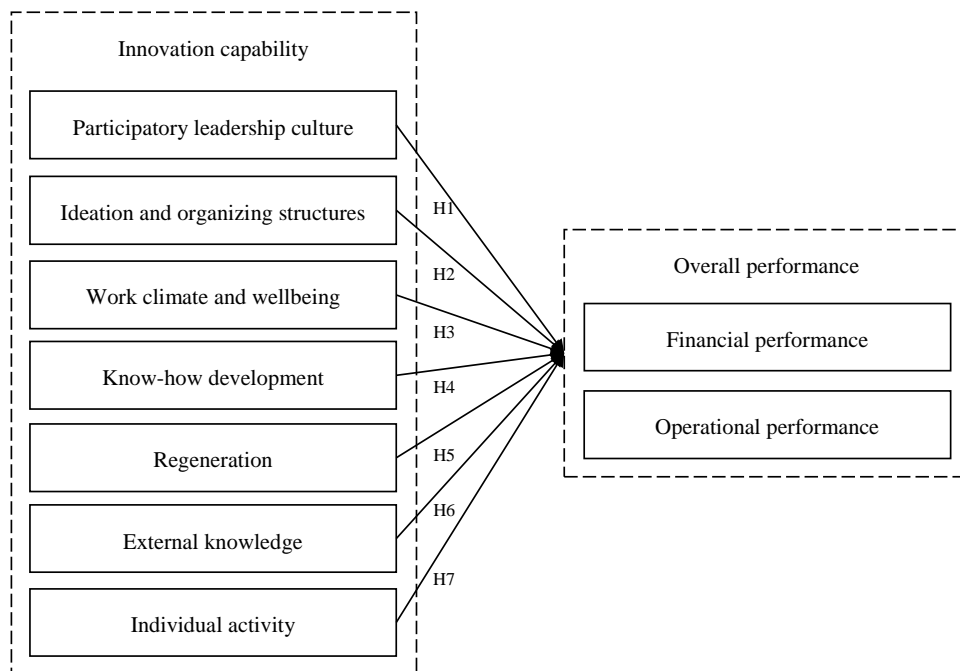 Innovation capability
Participatory leadership culture
Ideation and organizing structures
Work climate and wellbeing
Know-how development
Regeneration
External knowledge
Individual activity
H1
H2
H3
H4
H5
H6
H7
Overall performance
Financial performance
Operational performance